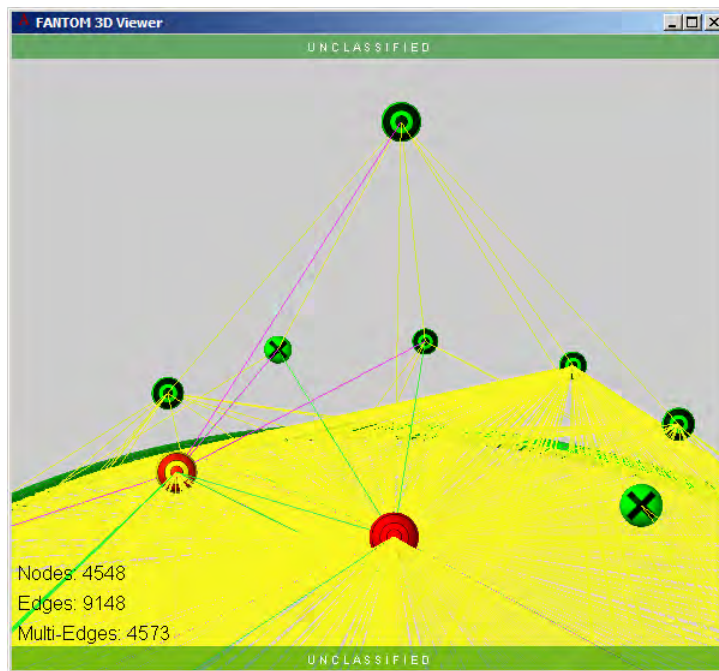 FANTOM 3D Viewer
UNCLASSIFIED
Nodes: 4548
Edges: 9148
Multi-Edges: 4573
UNCLASSIFIED